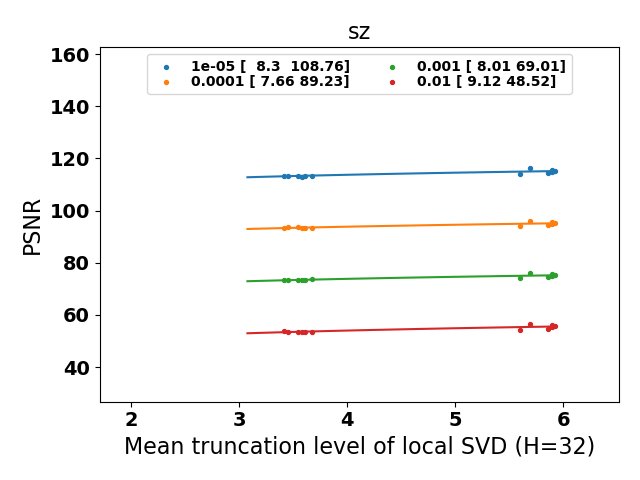 sz
1e-05 [  8.3  108.76]
0.0001 [ 7.66 89.23]
0.001 [ 8.01 69.01]
0.01 [ 9.12 48.52]
160
140
120
100
80
60
40
PSNR
2 3 4 5 6
Mean truncation level of local SVD (H=32)